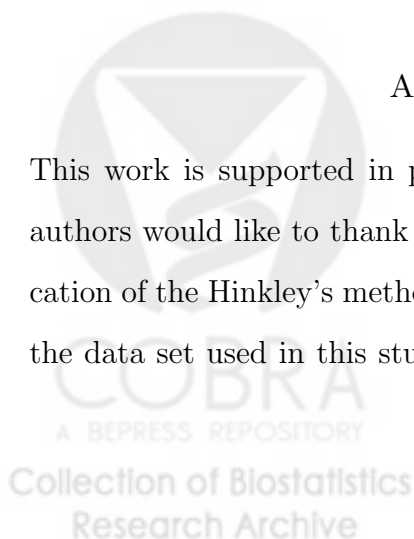 A
This work is supported in p
authors would like to thank
cation of the Hinkley's metho
the data set used in this stu
COBRA
A BEPRESS REPOSITORY
Collection of Biostatistics
Research Archive